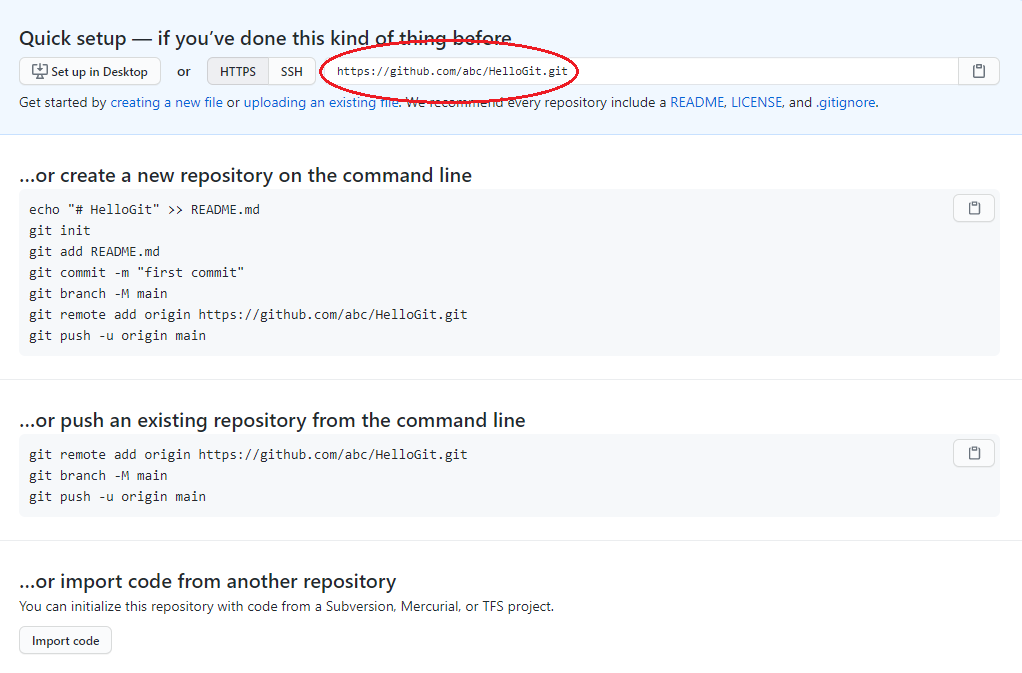 Quick setup — if you've done this kind of thing before
Set up in Desktop or HTTPS SSH https://github.com/abc/HelloGit.git
Get started by creating a new file or uploading an existing file. We recommend every repository include a README, LICENSE, and .gitignore.
...or create a new repository on the command line
echo "# HelloGit" >> README.md
git init
git add README.md
git commit -m "first commit"
git branch -M main
git remote add origin https://github.com/abc/HelloGit.git
git push -u origin main
...or push an existing repository from the command line
git remote add origin https://github.com/abc/HelloGit.git
git branch -M main
git push -u origin main
...or import code from another repository
You can initialize this repository with code from a Subversion, Mercurial, or TFS project.
Import code